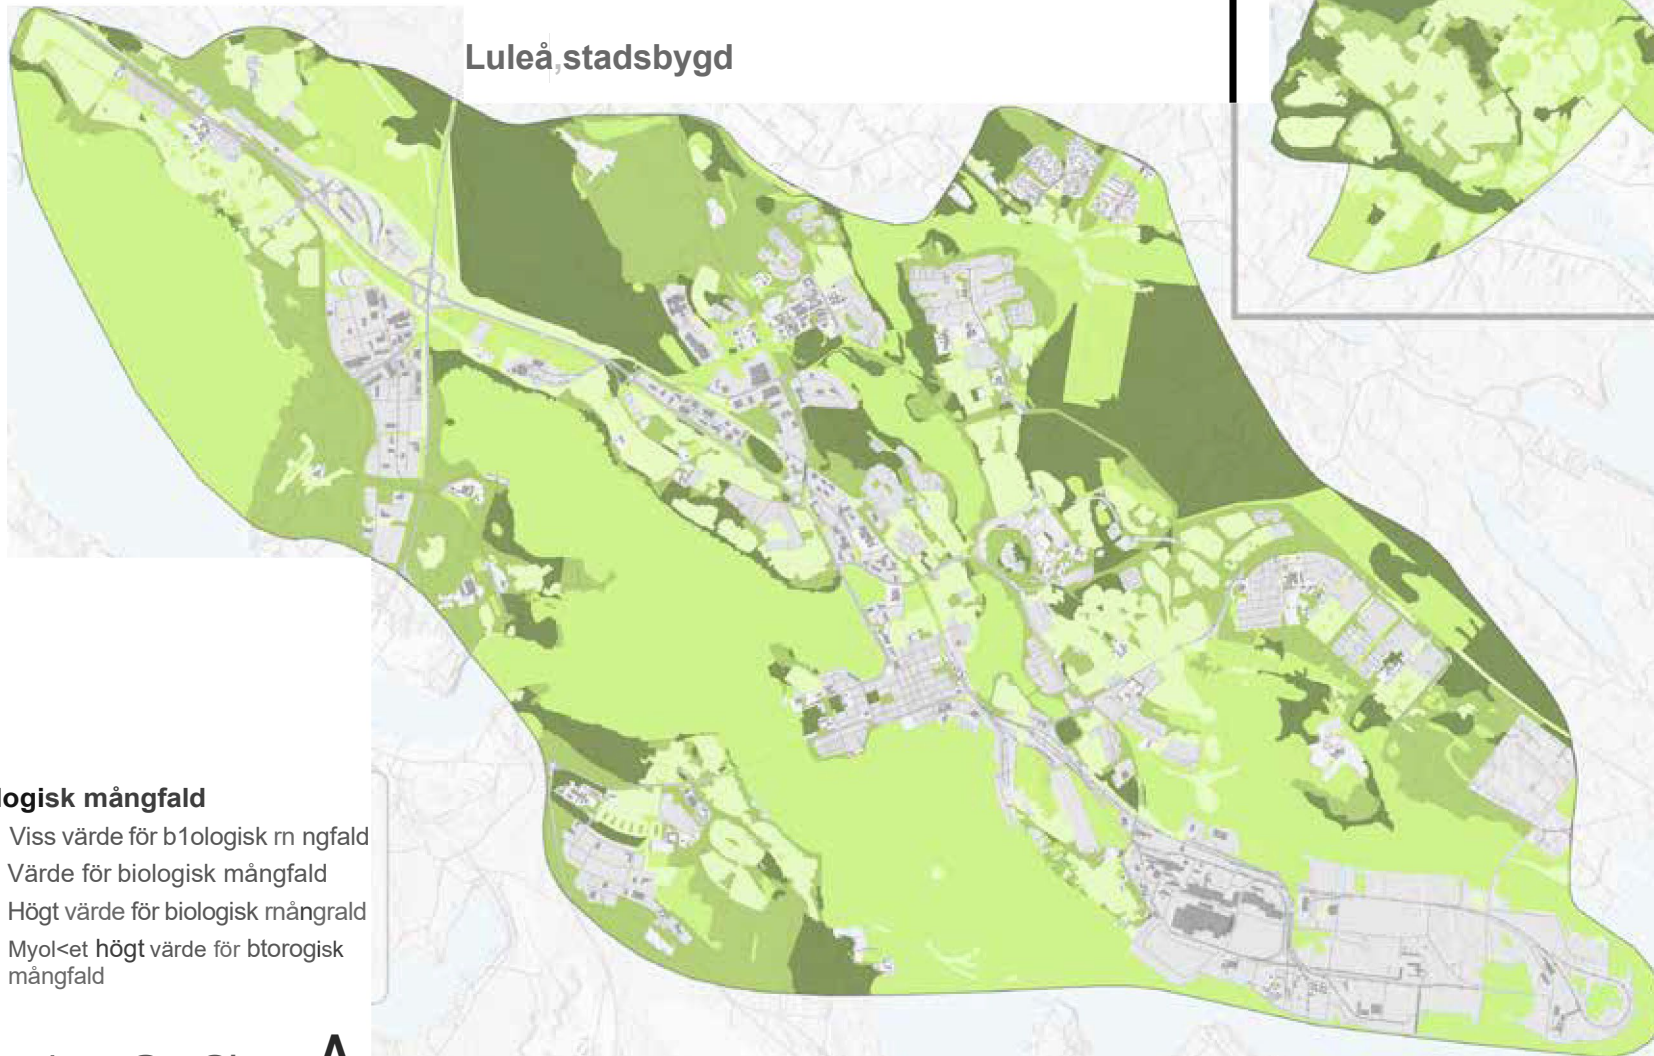 Luleå,stadsbygd
logisk mångfald
Viss värde för b1ologisk rn ngfald
Värde för biologisk mångfald
Högt värde för biologisk rnångrald
Myol<et högt värde för btorogisk
mångfald